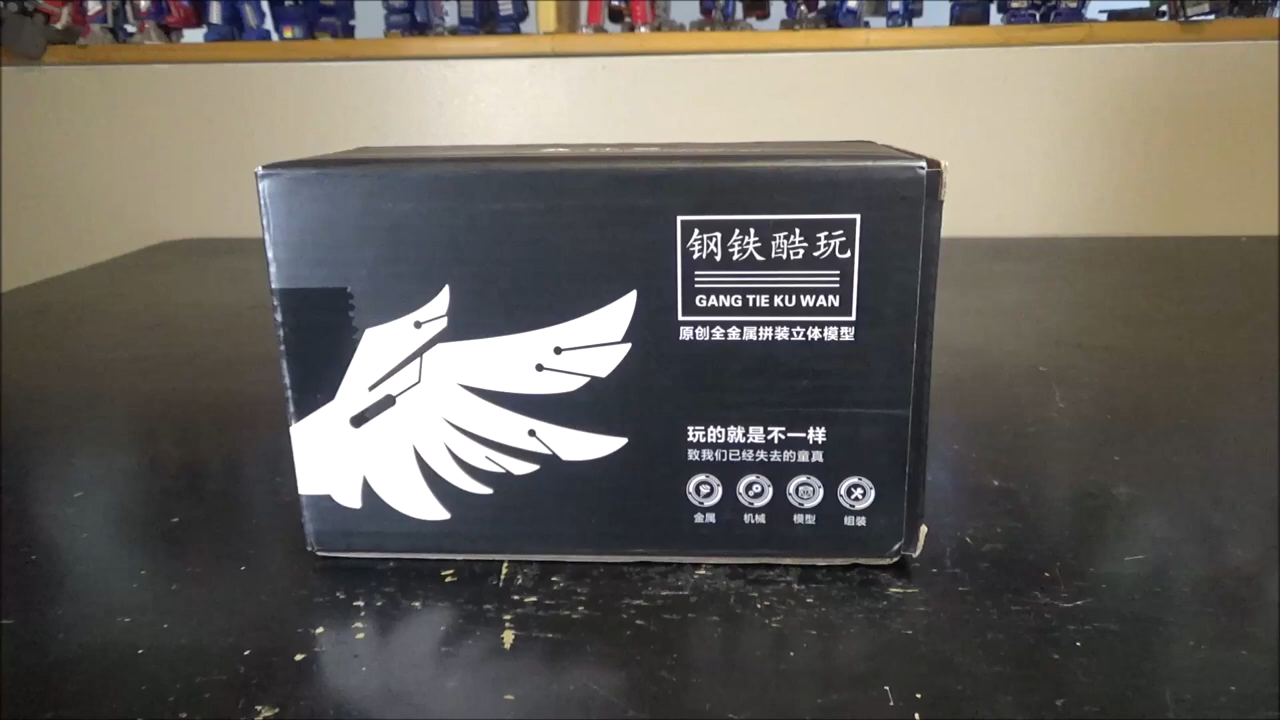 钢铁酷玩
GANG TIE KU WAN
原创全金属拼装立体模型
玩的就是不一样
致我们已经失去的童真
金属 机械 模型 组装